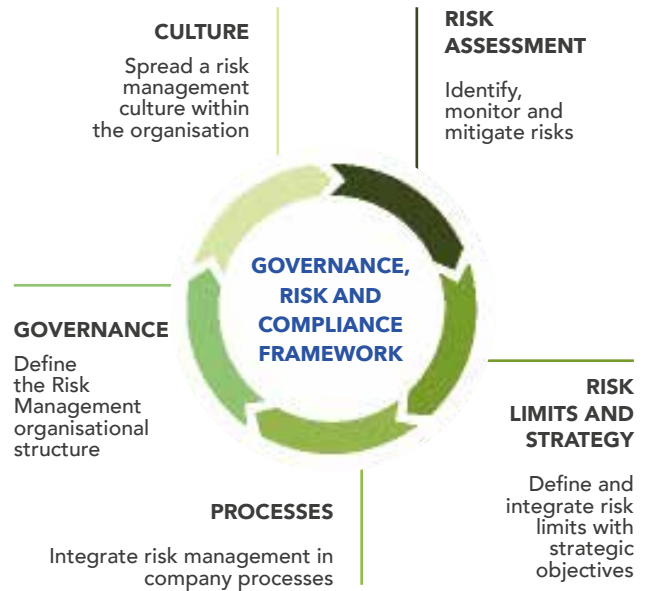 CULTURE
Spread a risk
management
culture within
the organisation
RISK
ASSESSMENT
Identify,
monitor and
mitigate risks
GOVERNANCE,
RISK AND
COMPLIANCE
FRAMEWORK
GOVERNANCE
Define
the Risk
Management
organisational
structure
RISK
LIMITS AND
STRATEGY
Define and
integrate risk
limits with
strategic
objectives
PROCESSES
Integrate risk management in
company processes